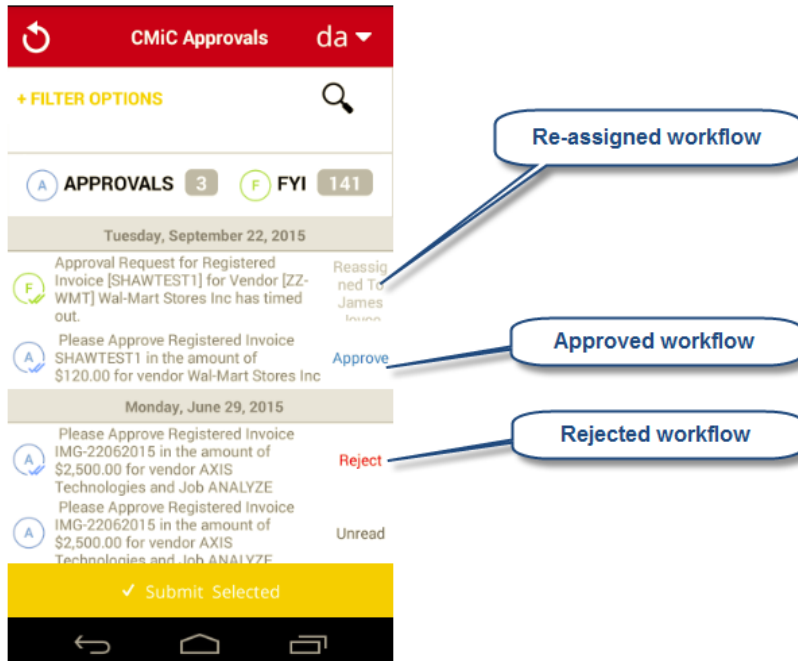 CMiC Approvals
da
+ FILTER OPTIONS
Re-assigned workflow
A APPROVALS 3 F FYI 141
Tuesday, September 22, 2015
F
Approval Request for Registered
Invoice [SHAWTEST1] for Vendor [ZZ-
WMT] Wal-Mart Stores Inc has timed
out.
Reassig
ned To
James
A
Please Approve Registered Invoice
SHAWTEST1 in the amount of
$120.00 for vendor Wal-Mart Stores Inc
Approve
Approved workflow
Monday, June 29, 2015
A
Please Approve Registered Invoice
IMG-22062015 in the amount of
$2,500.00 for vendor AXIS
Technologies and Job ANALYZE
Reject
Rejected workflow
A
Please Approve Registered Invoice
IMG-22062015 in the amount of
$2,500.00 for vendor AXIS
Technologies and Job ANALYZE
Unread
Submit Selected